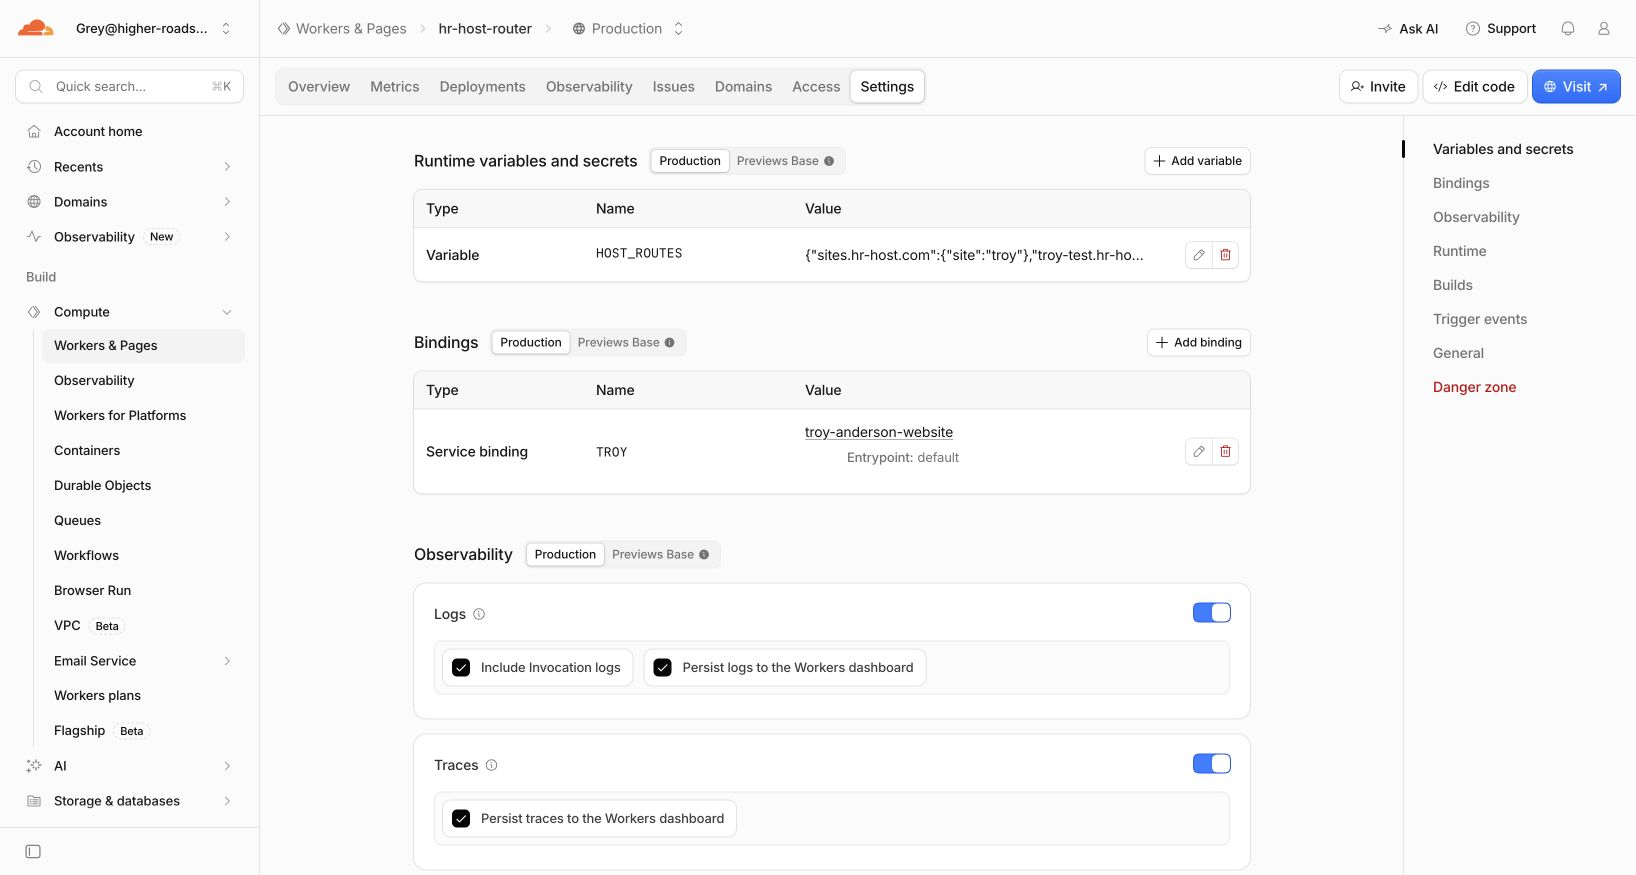 Grey@higher-roads...
Workers & Pages
hr-host-router
Production
Ask AI
Support
Quick search...
⌘K
Overview
Metrics
Deployments
Observability
Issues
Domains
Access
Settings
Invite
Edit code
Visit
Account home
Recents
Domains
Observability New
Build
Compute
Workers & Pages
Observability
Workers for Platforms
Containers
Durable Objects
Queues
Workflows
Browser Run
VPC Beta
Email Service
Workers plans
Flagship Beta
AI
Storage & databases
Runtime variables and secrets Production Previews Base
Add variable
Type Name Value
Variable HOST_ROUTES {"sites.hr-host.com":{"site":"troy"},"troy-test.hr-ho...
Bindings Production Previews Base
Add binding
Type Name Value
Service binding TROY troy-anderson-website
Entrypoint: default
Observability Production Previews Base
Logs
Include Invocation logs
Persist logs to the Workers dashboard
Traces
Persist traces to the Workers dashboard
Variables and secrets
Bindings
Observability
Runtime
Builds
Trigger events
General
Danger zone